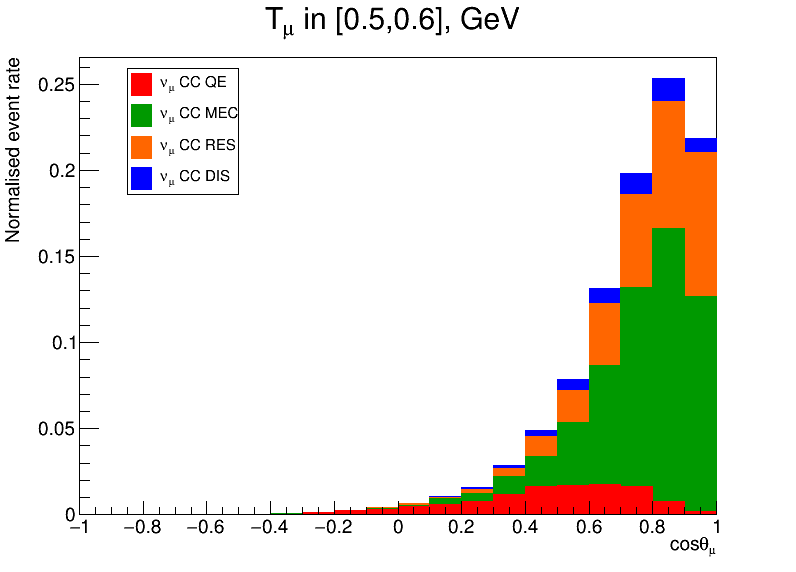 Tμ in [0.5,0.6], GeV
Normalised event rate
νμ CC QE
νμ CC MEC
νμ CC RES
νμ CC DIS
0.25
0.2
0.15
0.1
0.05
0
−1 −0.8 −0.6 −0.4 −0.2 0 0.2 0.4 0.6 0.8 1
cosθμ